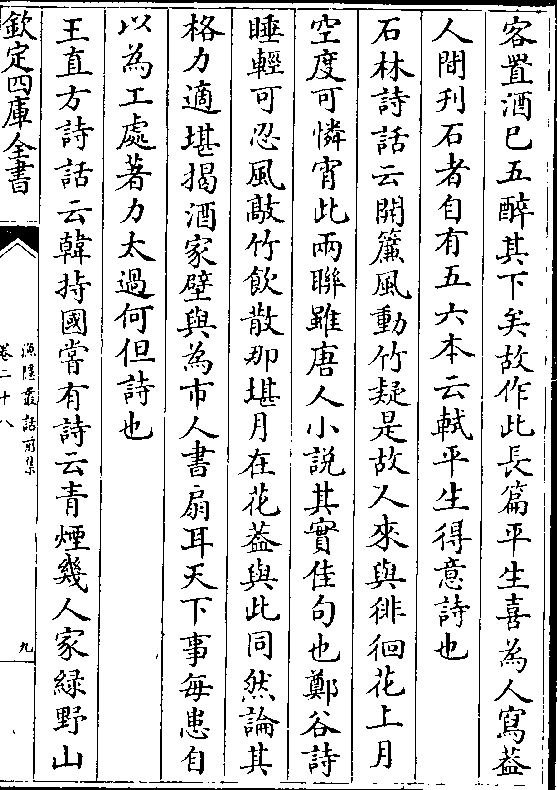 客置酒已五醉其下矣故作此長篇平生喜為人寫葢
人間刋石者自有五六本云軾平生得意詩也
石林詩話云開簾風動竹疑是故人來與徘徊花上月
空度可憐宵此兩聯雖唐人小說其實佳句也鄭谷詩
睡輕可忍風敲竹飲散那堪月在花葢與此同然論其
格力適堪揭酒家壁與為市人書扇耳天下事每患自
以為工處著力太過何但詩也
王直方詩話云韓持國嘗有詩云青煙幾人家緑野山
欽定四庫全書
漁隱叢話前集
卷二十八
九